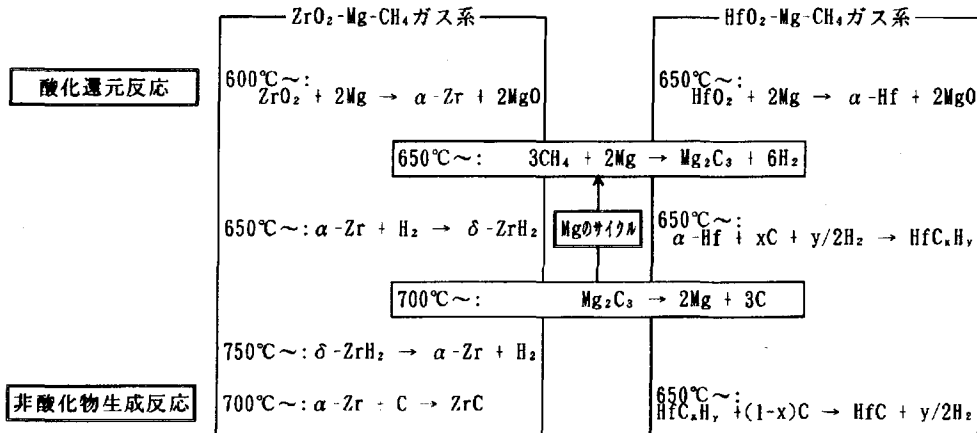 ZrO₂-Mg-CH₄ガス系
HfO₂-Mg-CH₄ガス系
酸化還元反応
600℃～:
ZrO₂ + 2Mg → α-Zr + 2MgO
650℃～:
HfO₂ + 2Mg → α-Hf + 2MgO
650℃～: 3CH₄ + 2Mg → Mg₂C₃ + 6H₂
650℃～: α-Zr + H₂ → δ-ZrH₂
Mgのサイクル
650℃～:
α-Hf + xC + y/2H₂ → HfCₓHᵧ
700℃～: Mg₂C₃ → 2Mg + 3C
750℃～: δ-ZrH₂ → α-Zr + H₂
非酸化物生成反応
700℃～: α-Zr + C → ZrC
650℃～:
HfCₓHᵧ +(1-x)C → HfC + y/2H₂